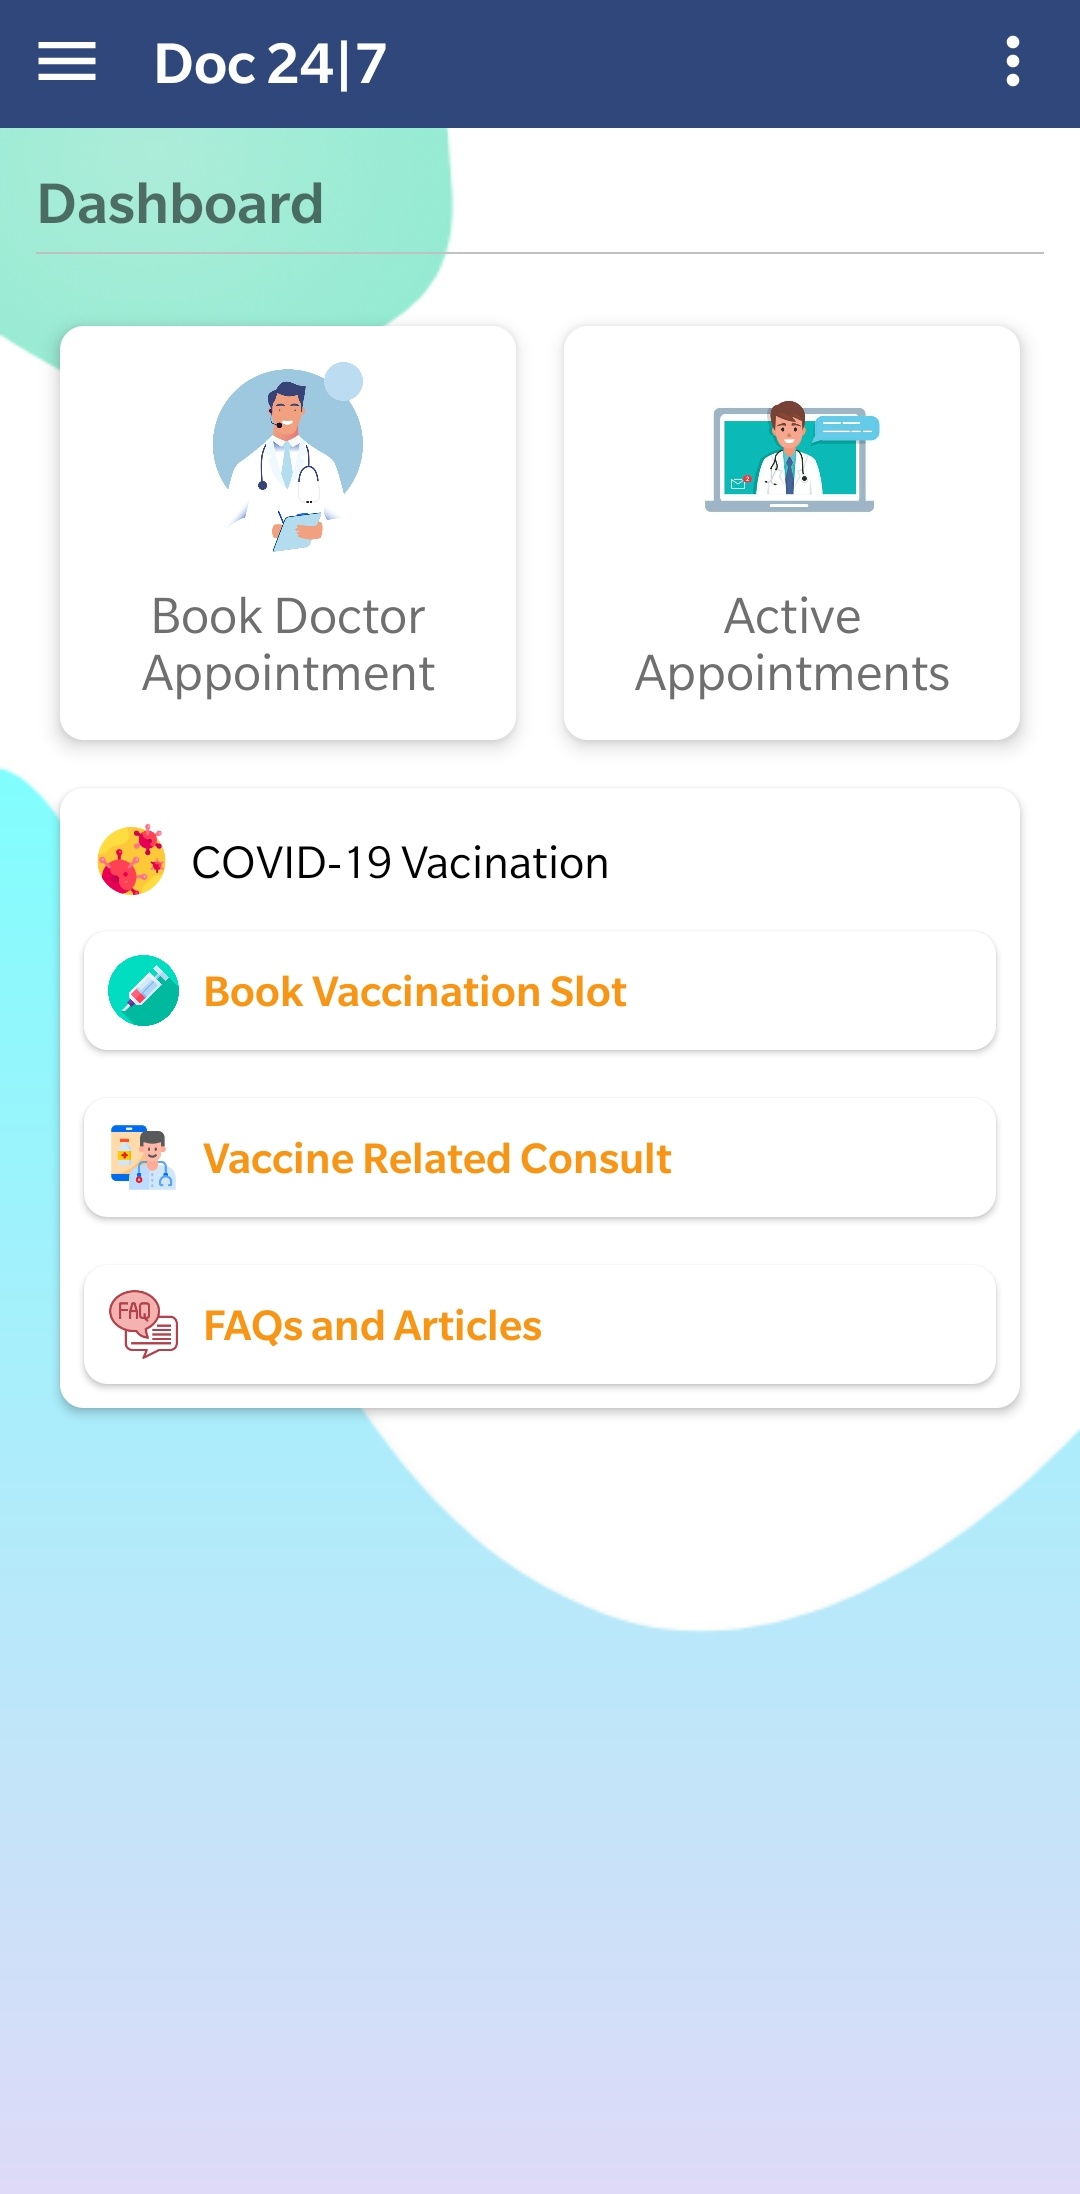 Doc 24|7
Dashboard
Book Doctor
Appointment
Active
Appointments
COVID-19 Vacination
Book Vaccination Slot
Vaccine Related Consult
FAQ
FAQs and Articles